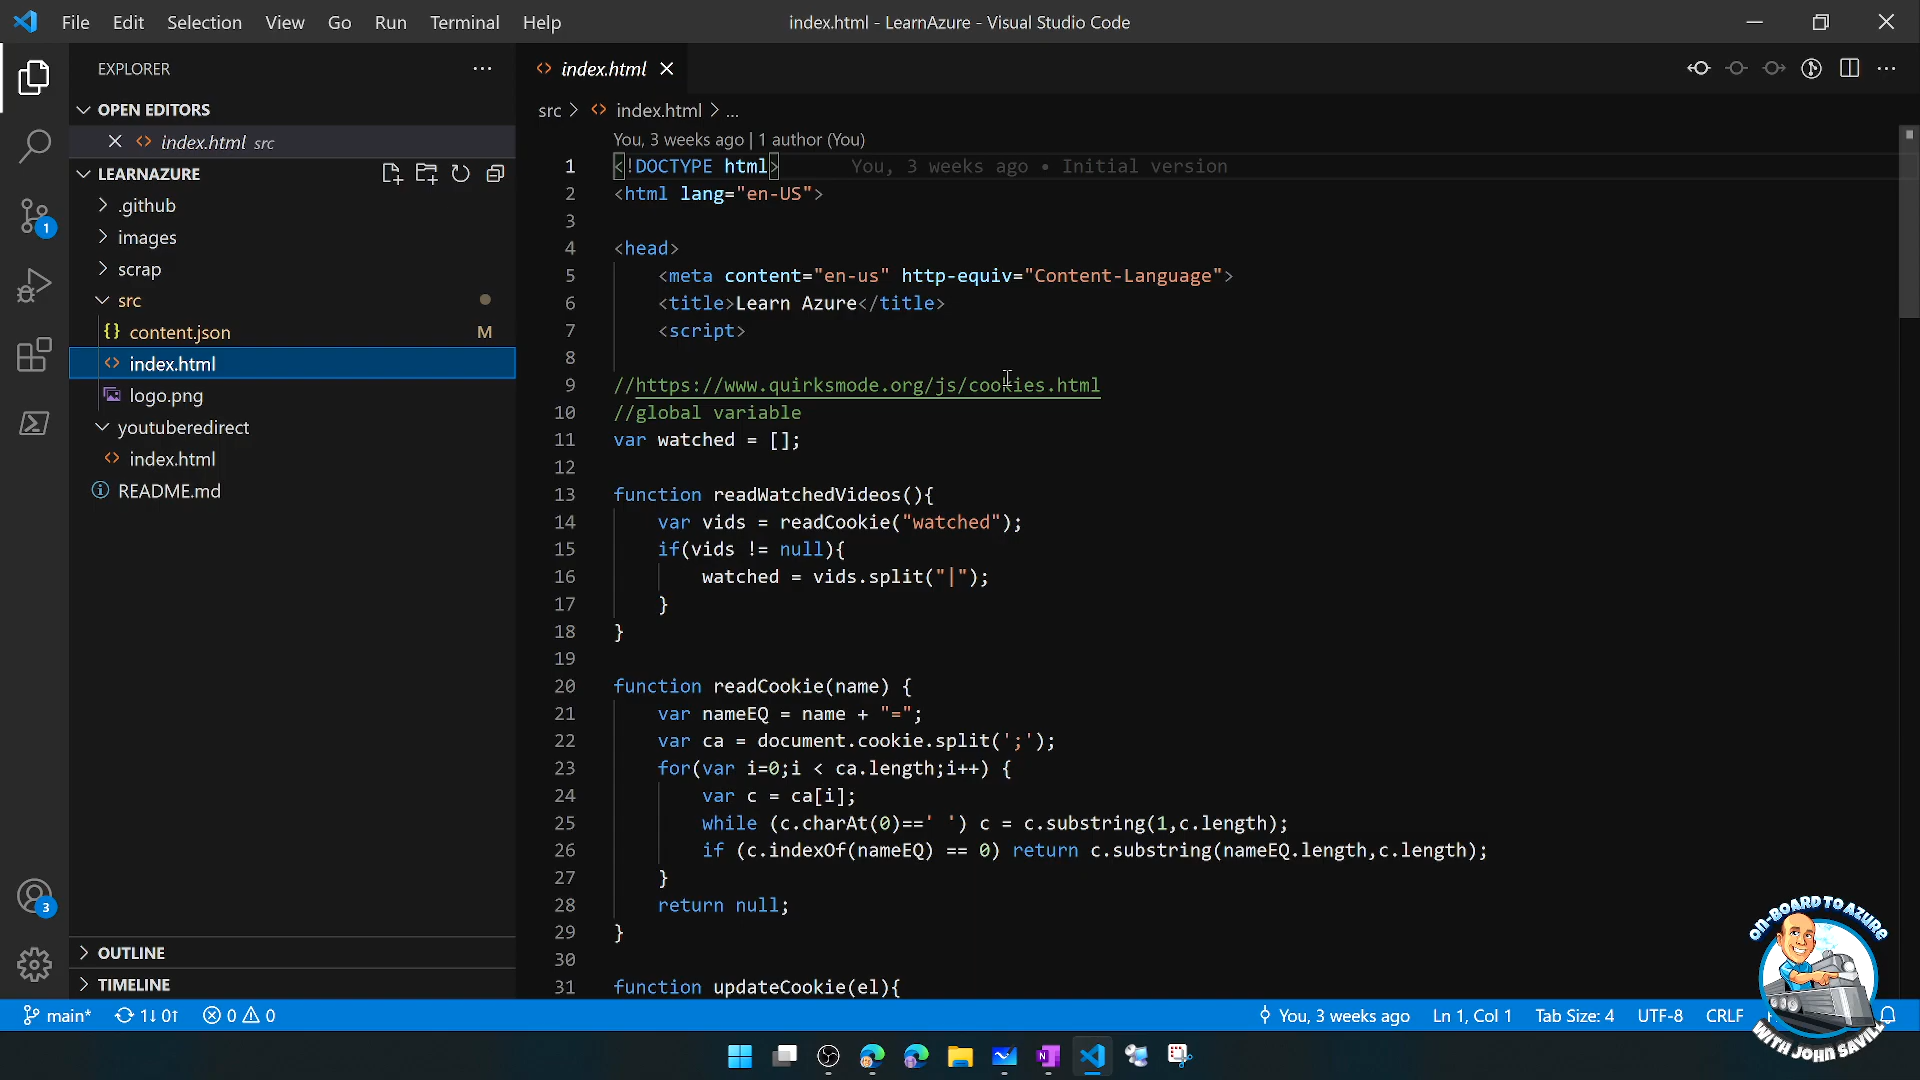 File Edit Selection View Go Run Terminal Help
index.html - LearnAzure - Visual Studio Code
EXPLORER
OPEN EDITORS
index.html src
LEARNAZURE
.github
images
scrap
src
content.json M
index.html
logo.png
youtuberedirect
index.html
README.md
OUTLINE
TIMELINE
1
3
index.html
src > index.html > ...
You, 3 weeks ago | 1 author (You)
1 <!DOCTYPE html> You, 3 weeks ago • Initial version
2 <html lang="en-US">
3
4 <head>
5 <meta content="en-us" http-equiv="Content-Language">
6 <title>Learn Azure</title>
7 <script>
8
9 //https://www.quirksmode.org/js/cookies.html
10 //global variable
11 var watched = [];
12
13 function readWatchedVideos(){
14 var vids = readCookie("watched");
15 if(vids != null){
16 watched = vids.split("|");
17 }
18 }
19
20 function readCookie(name) {
21 var nameEQ = name + "=";
22 var ca = document.cookie.split(';');
23 for(var i=0;i < ca.length;i++) {
24 var c = ca[i];
25 while (c.charAt(0)==' ') c = c.substring(1,c.length);
26 if (c.indexOf(nameEQ) == 0) return c.substring(nameEQ.length,c.length);
27 }
28 return null;
29 }
30
31 function updateCookie(el){
main* 1↓ 0↑ 0 0
You, 3 weeks ago Ln 1, Col 1 Tab Size: 4 UTF-8 CRLF
ON-BOARD TO AZURE
WITH JOHN SAVILL